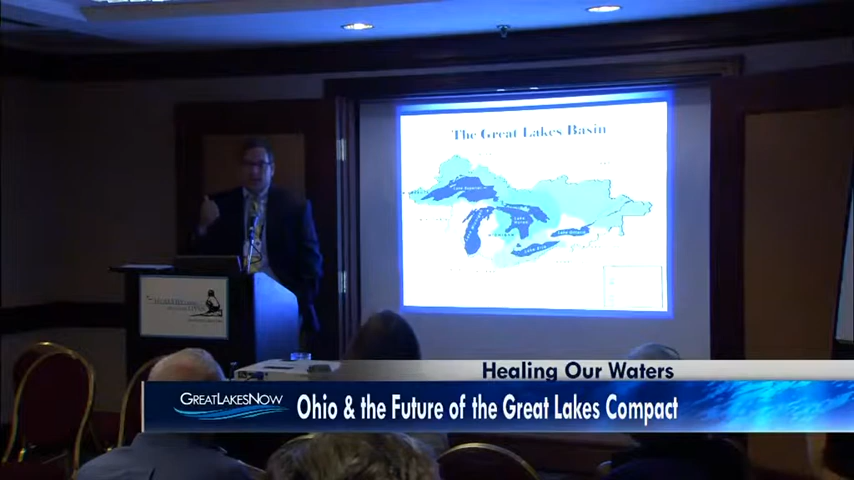 The Great Lakes Basin
Lake Superior
Lake Huron
Lake Ontario
Lake Erie
Healing Our Waters
GREATLAKESNOW
Ohio & the Future of the Great Lakes Compact